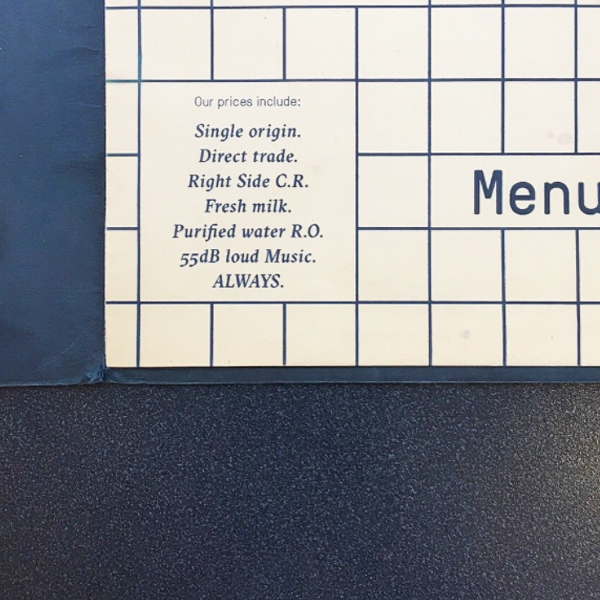 Our prices include:
Single origin.
Direct trade.
Right Side C.R.
Fresh milk.
Purified water R.O.
55dB loud Music.
ALWAYS.
Menu